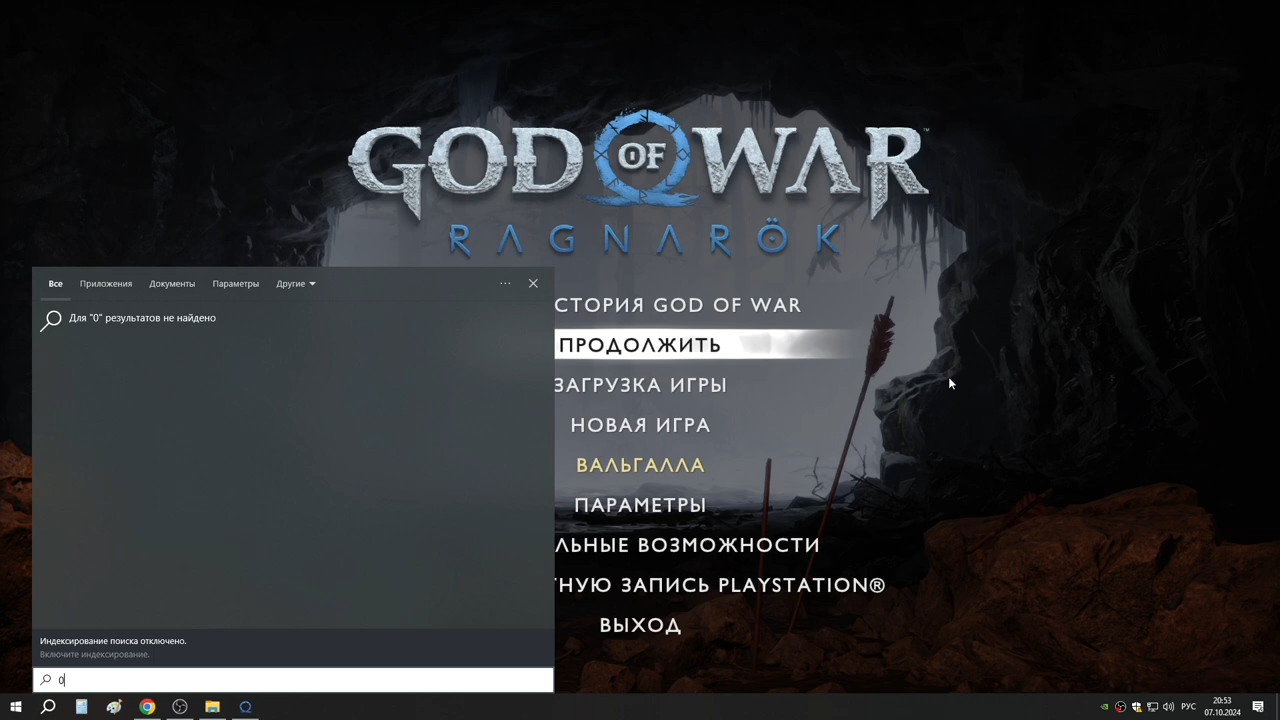 GOD OF WAR™
RAGNARÖK
Все Приложения Документы Параметры Другие
Для "0" результатов не найдено
СТОРИЯ GOD OF WAR
ПРОДОЛЖИТЬ
ЗАГРУЗКА ИГРЫ
НОВАЯ ИГРА
ВАЛЬГАЛЛА
ПАРАМЕТРЫ
ЛЬНЫЕ ВОЗМОЖНОСТИ
ТНУЮ ЗАПИСЬ PLAYSTATION®
ВЫХОД
Индексирование поиска отключено.
Включите индексирование.
0
РУС
20:53
07.10.2024